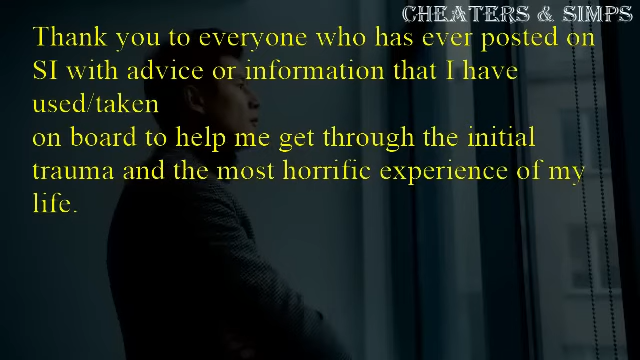 CHEATERS & SIMPS
Thank you to everyone who has ever posted on
SI with advice or information that I have
used/taken
on board to help me get through the initial
trauma and the most horrific experience of my
life.